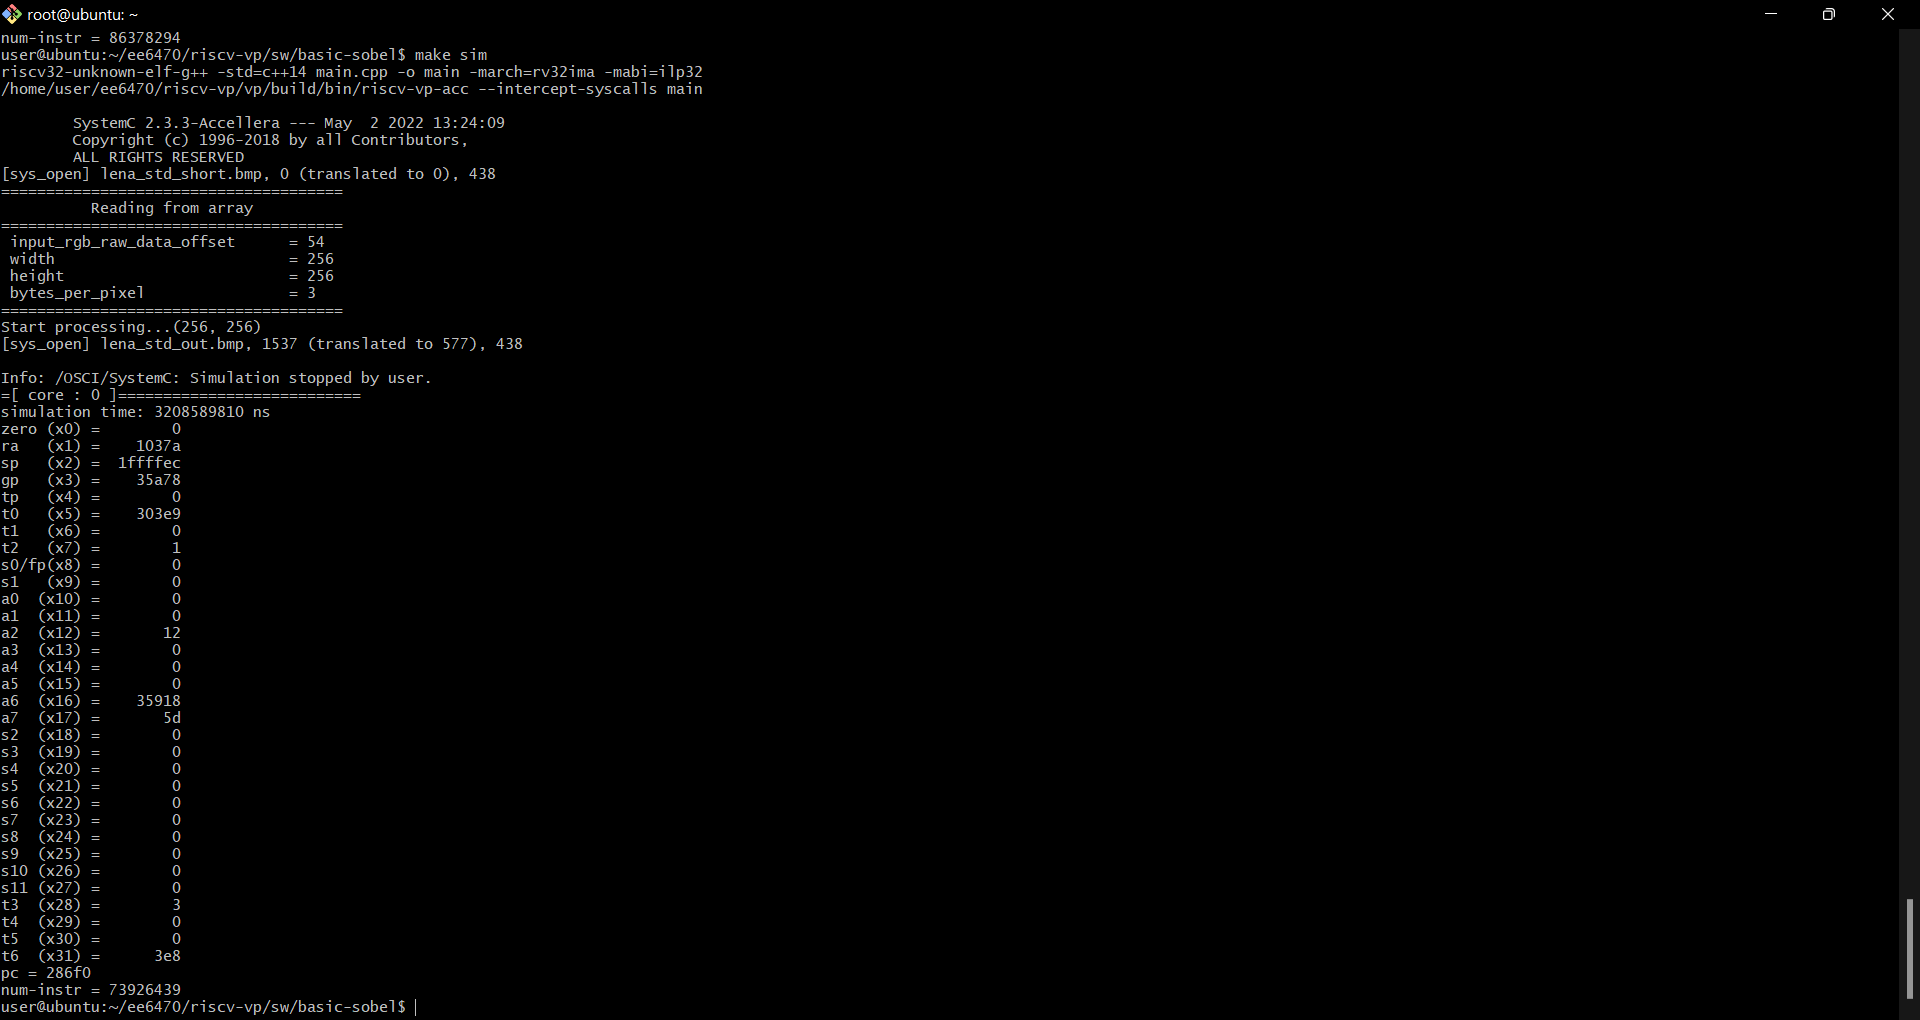 root@ubuntu: ~
num-instr = 86378294
user@ubuntu:~/ee6470/riscv-vp/sw/basic-sobel$ make sim
riscv32-unknown-elf-g++ -std=c++14 main.cpp -o main -march=rv32ima -mabi=ilp32
/home/user/ee6470/riscv-vp/vp/build/bin/riscv-vp-acc --intercept-syscalls main
SystemC 2.3.3-Accellera --- May  2 2022 13:24:09
Copyright (c) 1996-2018 by all Contributors,
ALL RIGHTS RESERVED
[sys_open] lena_std_short.bmp, 0 (translated to 0), 438
======================================
Reading from array
======================================
input_rgb_raw_data_offset      = 54
width                          = 256
height                         = 256
bytes_per_pixel                = 3
======================================
Start processing...(256, 256)
[sys_open] lena_std_out.bmp, 1537 (translated to 577), 438
Info: /OSCI/SystemC: Simulation stopped by user.
=[ core : 0 ]===========================
simulation time: 3208589810 ns
zero (x0) =        0
ra   (x1) =    1037a
sp   (x2) =  1ffffec
gp   (x3) =    35a78
tp   (x4) =        0
t0   (x5) =    303e9
t1   (x6) =        0
t2   (x7) =        1
s0/fp(x8) =        0
s1   (x9) =        0
a0  (x10) =        0
a1  (x11) =        0
a2  (x12) =       12
a3  (x13) =        0
a4  (x14) =        0
a5  (x15) =        0
a6  (x16) =    35918
a7  (x17) =       5d
s2  (x18) =        0
s3  (x19) =        0
s4  (x20) =        0
s5  (x21) =        0
s6  (x22) =        0
s7  (x23) =        0
s8  (x24) =        0
s9  (x25) =        0
s10 (x26) =        0
s11 (x27) =        0
t3  (x28) =        3
t4  (x29) =        0
t5  (x30) =        0
t6  (x31) =      3e8
pc = 286f0
num-instr = 73926439
user@ubuntu:~/ee6470/riscv-vp/sw/basic-sobel$